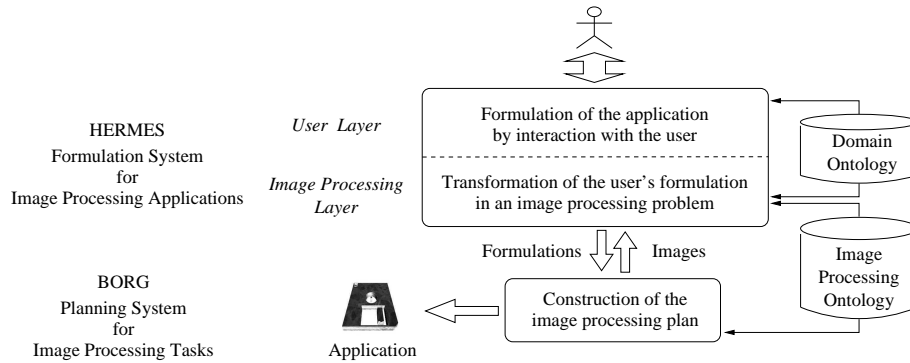 HERMES
Formulation System
for
Image Processing Applications
User Layer
Image Processing
Layer
Formulation of the application
by interaction with the user
Transformation of the user's formulation
in an image processing problem
Domain
Ontology
Formulations
Images
Image
Processing
Ontology
BORG
Planning System
for
Image Processing Tasks
Application
Construction of the
image processing plan